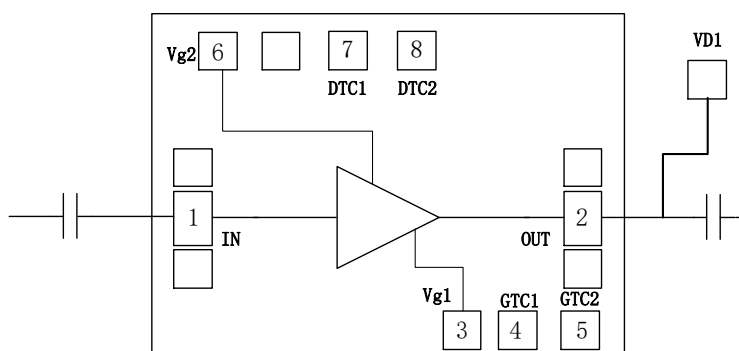 VD1
Vg2 6 7 8
DTC1 DTC2
1 2
IN OUT
Vg1 GTC1 GTC2
3 4 5